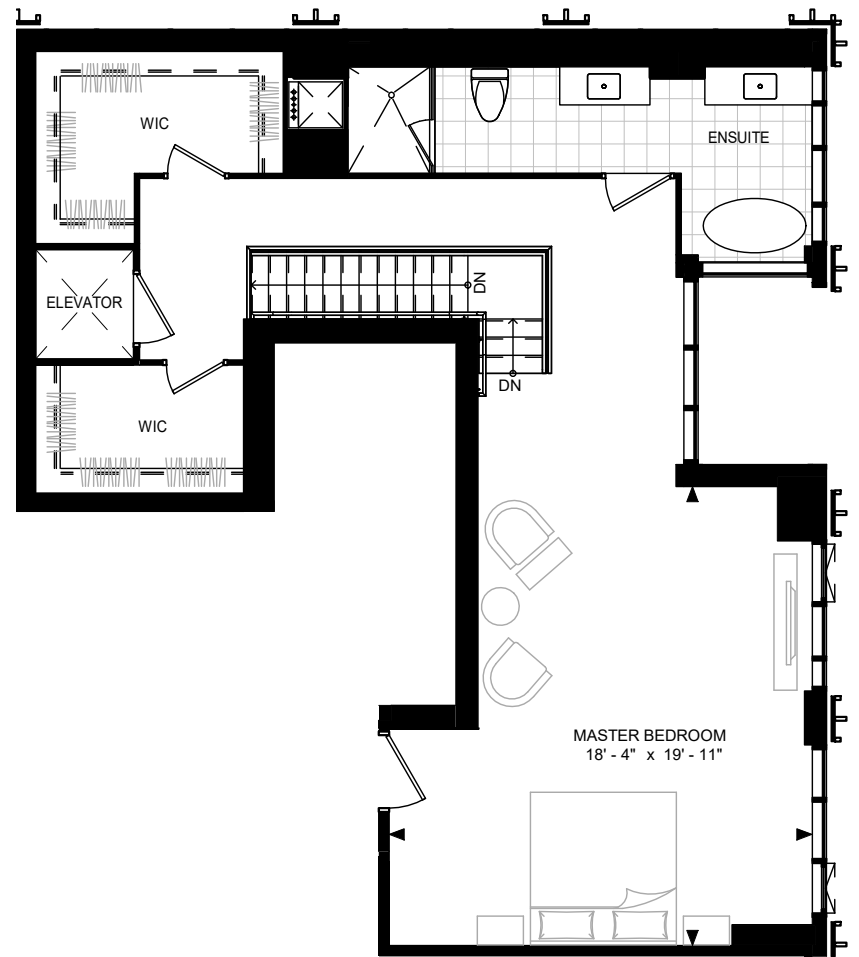 WIC
ENSUITE
ELEVATOR
DN
DN
WIC
MASTER BEDROOM
18' - 4" x 19' - 11"